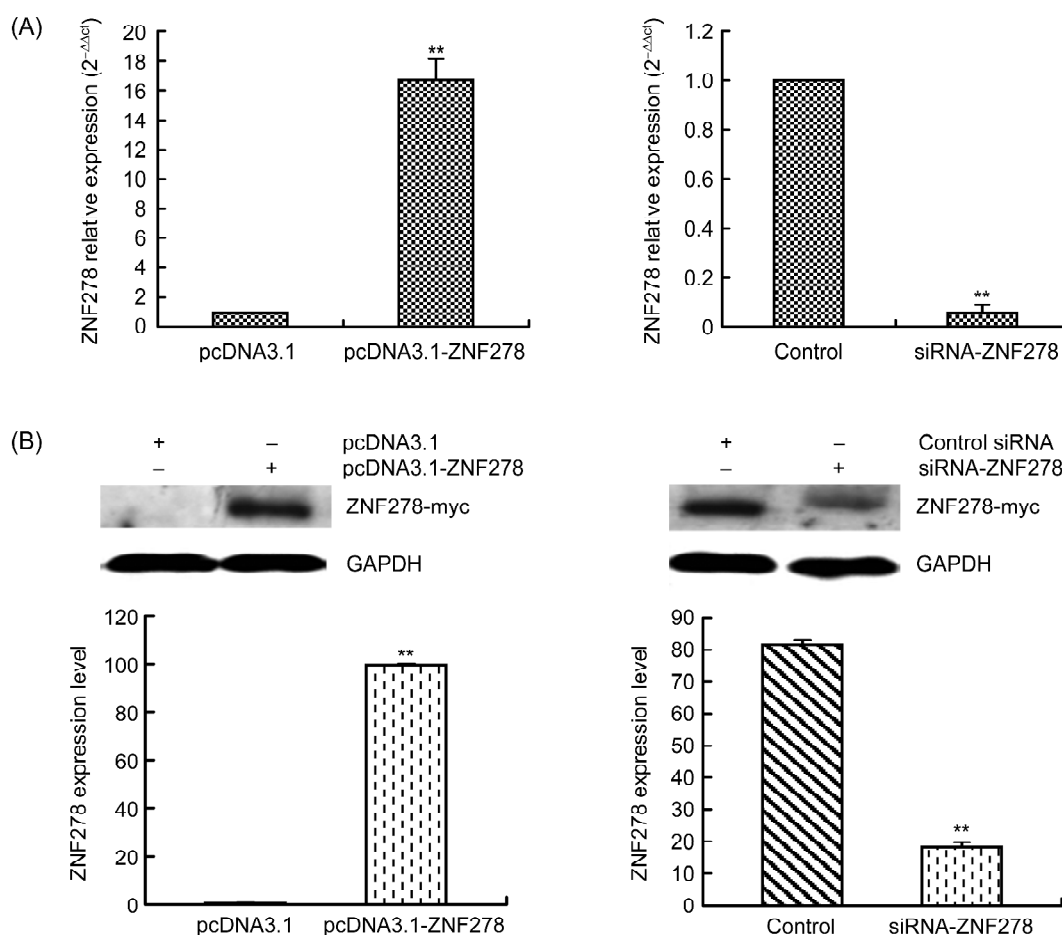 (A)
ZNF278 relative expression (2⁻ΔΔct)
20
18
16
14
12
10
8
6
4
2
0
**
pcDNA3.1 pcDNA3.1-ZNF278
ZNF278 relative expression (2⁻ΔΔct)
1.2
1.0
0.8
0.6
0.4
0.2
0
**
Control siRNA-ZNF278
(B)
+ – pcDNA3.1
– + pcDNA3.1-ZNF278
ZNF278-myc
GAPDH
ZNF278 expression level
120
100
80
60
40
20
0
**
pcDNA3.1 pcDNA3.1-ZNF278
+ – Control siRNA
– + siRNA-ZNF278
ZNF278-myc
GAPDH
ZNF278 expression level
90
80
70
60
50
40
30
20
10
0
**
Control siRNA-ZNF278